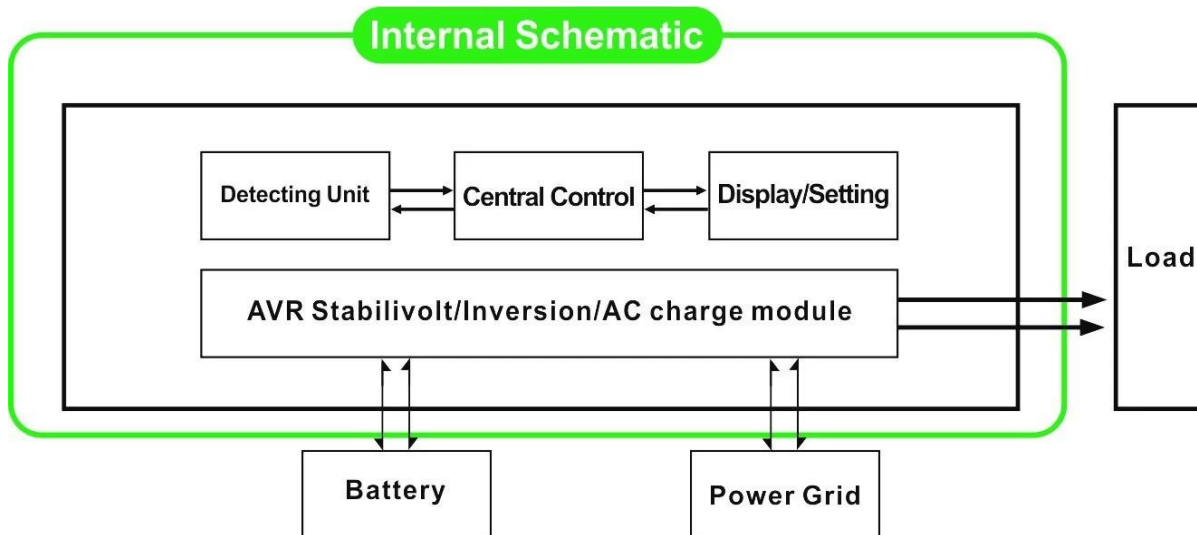 Internal Schematic
Detecting Unit
Central Control
Display/Setting
Load
AVR Stabilivolt/Inversion/AC charge module
Battery
Power Grid